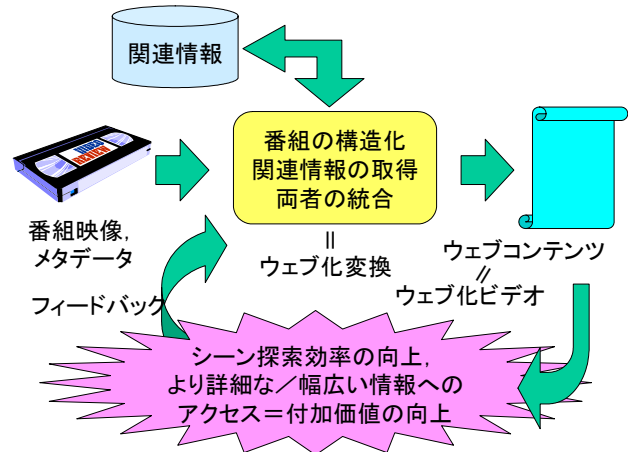 関連情報
VIDEO
REVIEW
番組の構造化
関連情報の取得
両者の統合
番組映像,
メタデータ
||
ウェブ化変換
ウェブコンテンツ
//
ウェブ化ビデオ
フィードバック
シーン探索効率の向上,
より詳細な／幅広い情報への
アクセス＝付加価値の向上